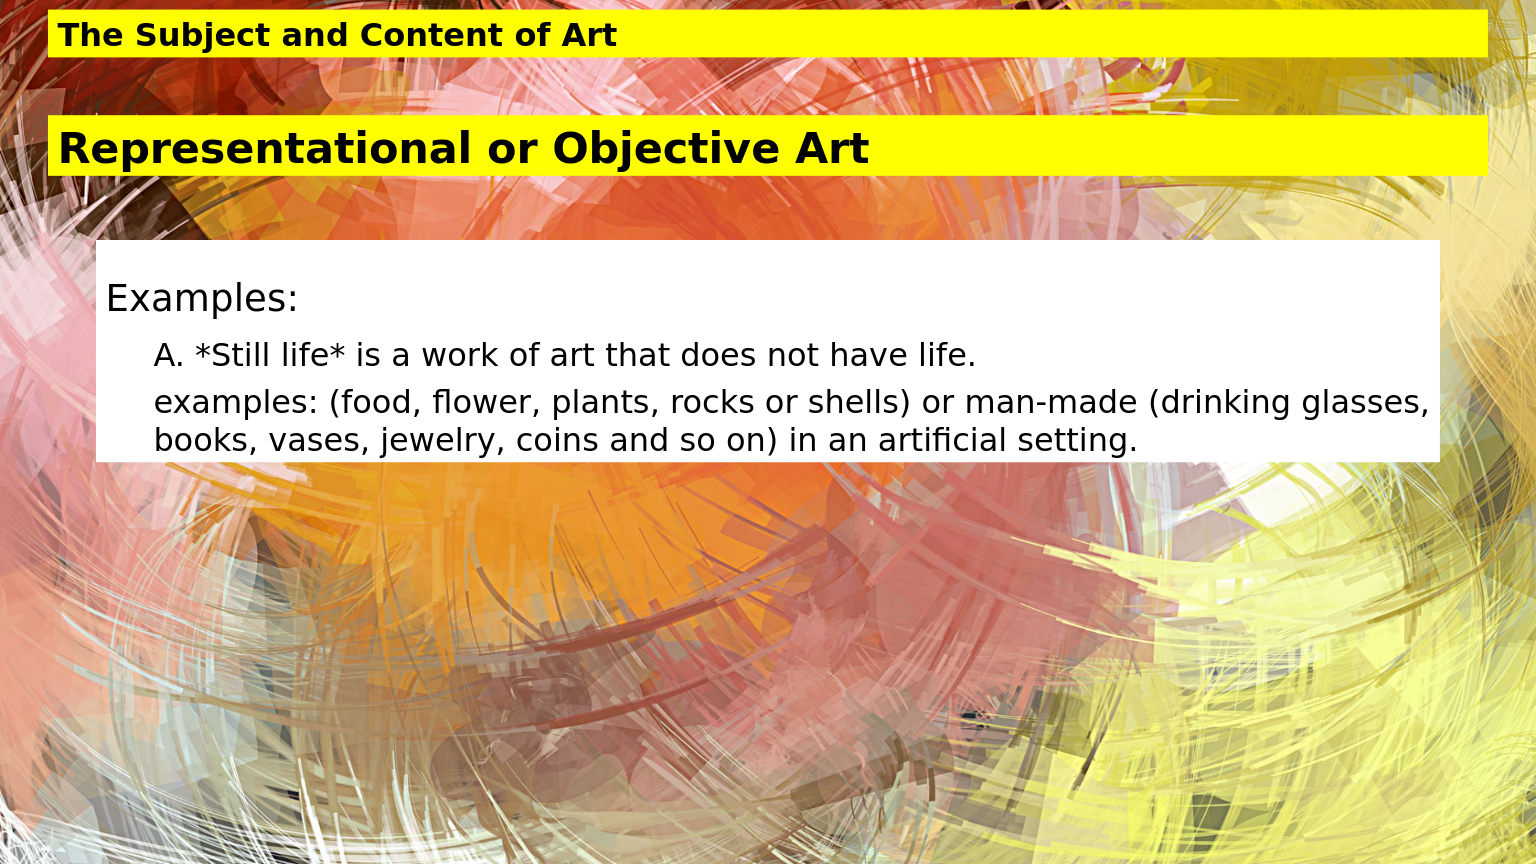 The Subject and Content of Art
Representational or Objective Art
Examples:
A. *Still life* is a work of art that does not have life.
examples: (food, flower, plants, rocks or shells) or man-made (drinking glasses,
books, vases, jewelry, coins and so on) in an artificial setting.